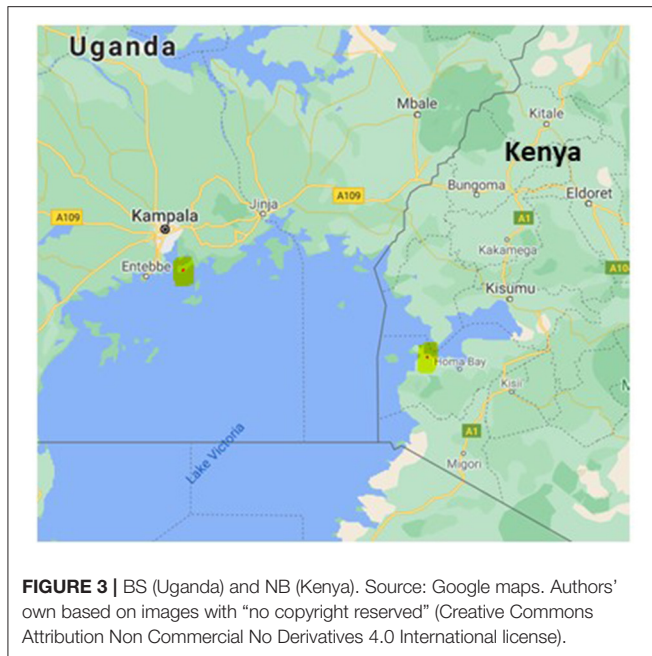 Uganda
Mbale
Kitale
Kenya
Bungoma
Eldoret
Jinja
A109
A109
Kampala
A1
Kakamega
A10
Entebbe
Kisumu
Homa Bay
Kisii
A1
Lake Victoria
Migori
FIGURE 3 | BS (Uganda) and NB (Kenya). Source: Google maps. Authors’
own based on images with “no copyright reserved” (Creative Commons
Attribution Non Commercial No Derivatives 4.0 International license).